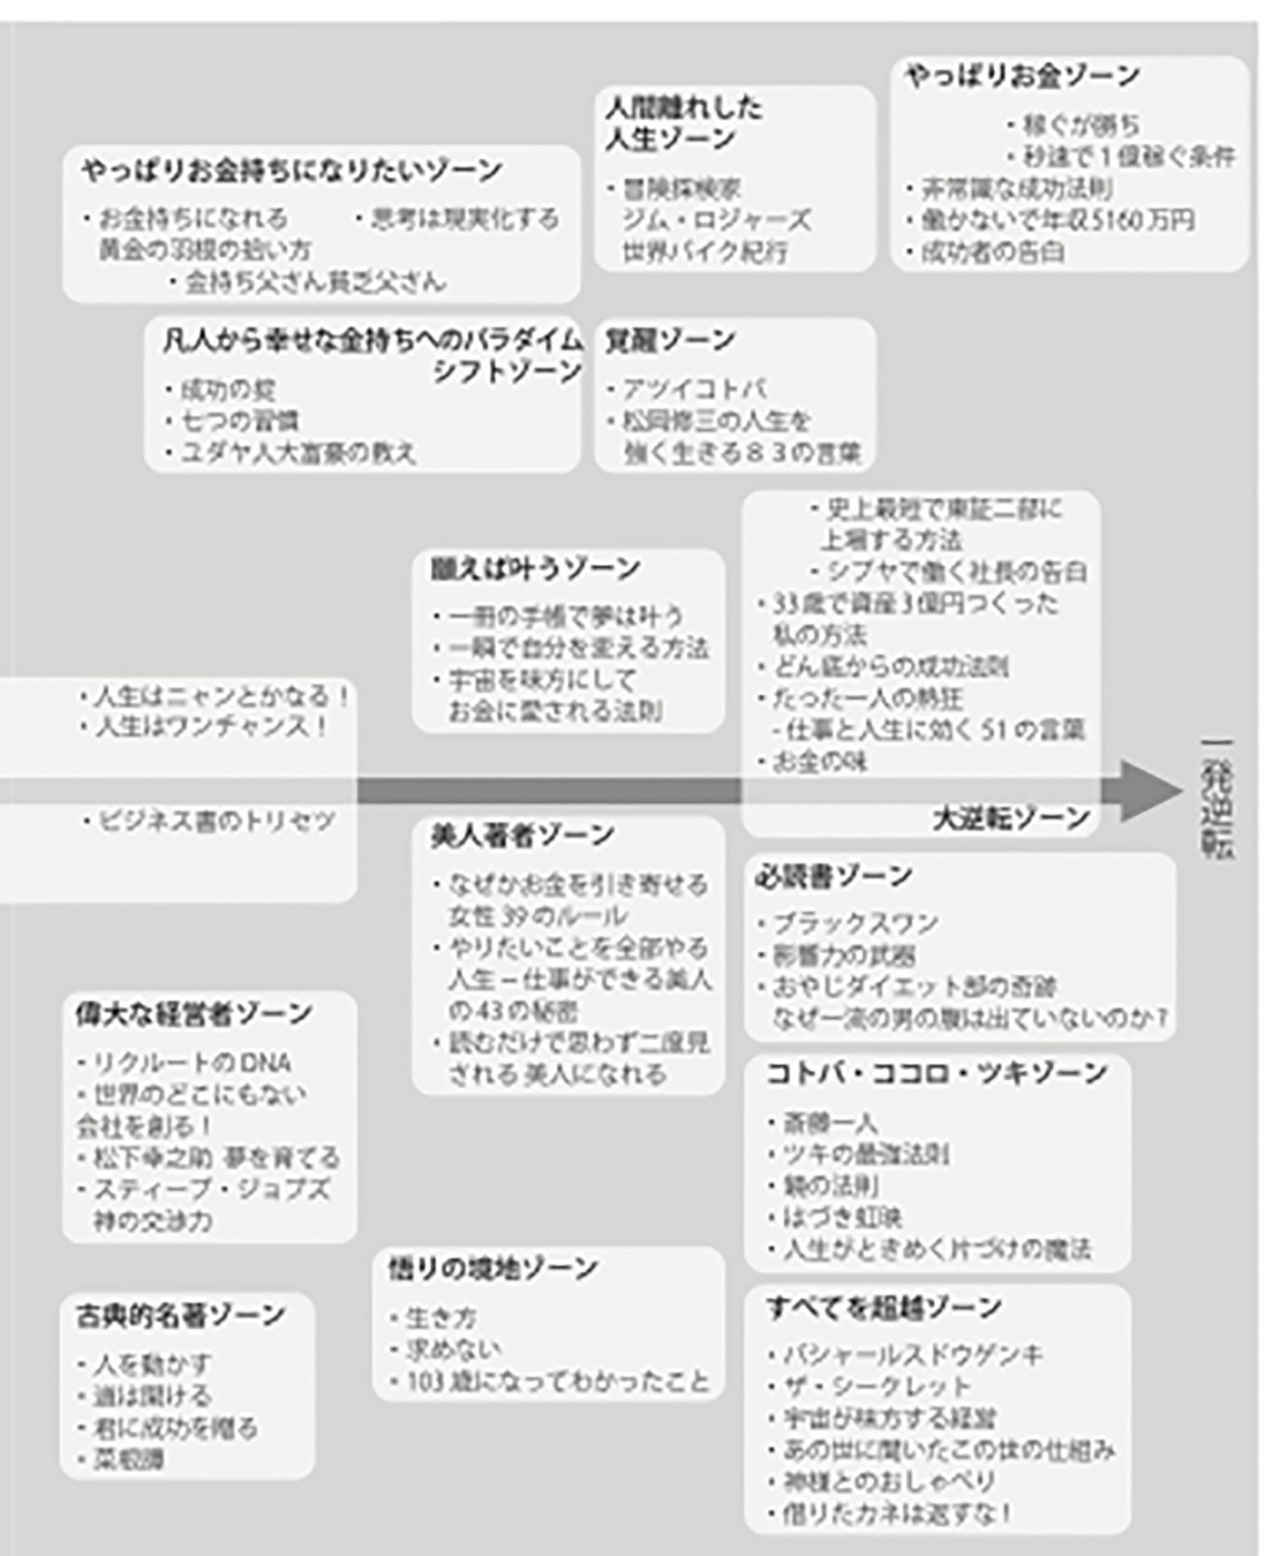 やっぱりお金ゾーン
・稼ぐが勝ち
・秒速で1億稼ぐ条件
・非常識な成功法則
・働かないで年収5160万円
・成功者の告白
人間離れした
人生ゾーン
・冒険探検家
ジム・ロジャーズ
世界バイク紀行
やっぱりお金持ちになりたいゾーン
・お金持ちになれる
黄金の羽根の拾い方
・思考は現実化する
・金持ち父さん貧乏父さん
凡人から幸せな金持ちへのパラダイム
シフトゾーン
・成功の掟
・七つの習慣
・ユダヤ人大富豪の教え
覚醒ゾーン
・アツイコトバ
・松岡修三の人生を
強く生きる83の言葉
・史上最短で東証二部に
上場する方法
・シブヤで働く社長の告白
・33歳で資産3億円つくった
私の方法
・どん底からの成功法則
・たった一人の熱狂
- 仕事と人生に効く51の言葉
・お金の味
大逆転ゾーン
願えば叶うゾーン
・一冊の手帳で夢は叶う
・一瞬で自分を変える方法
・宇宙を味方にして
お金に愛される法則
・人生はニャンとかなる！
・人生はワンチャンス！
・ビジネス書のトリセツ
一発逆転
美人著者ゾーン
・なぜかお金を引き寄せる
女性39のルール
・やりたいことを全部やる
人生－仕事ができる美人
の43の秘密
・読むだけで思わず二度見
される美人になれる
必読書ゾーン
・ブラックスワン
・影響力の武器
・おやじダイエット部の奇跡
なぜ一流の男の腹は出ていないのか？
偉大な経営者ゾーン
・リクルートのDNA
・世界のどこにもない
会社を創る！
・松下幸之助 夢を育てる
・スティーブ・ジョブズ
神の交渉力
コトバ・ココロ・ツキゾーン
・斎藤一人
・ツキの最強法則
・鏡の法則
・はづき虹映
・人生がときめく片づけの魔法
悟りの境地ゾーン
・生き方
・求めない
・103歳になってわかったこと
古典的名著ゾーン
・人を動かす
・道は開ける
・君に成功を贈る
・菜根譚
すべてを超越ゾーン
・バシャールスドウゲンキ
・ザ・シークレット
・宇宙が味方する経営
・あの世に聞いたこの世の仕組み
・神様とのおしゃべり
・借りたカネは返すな！